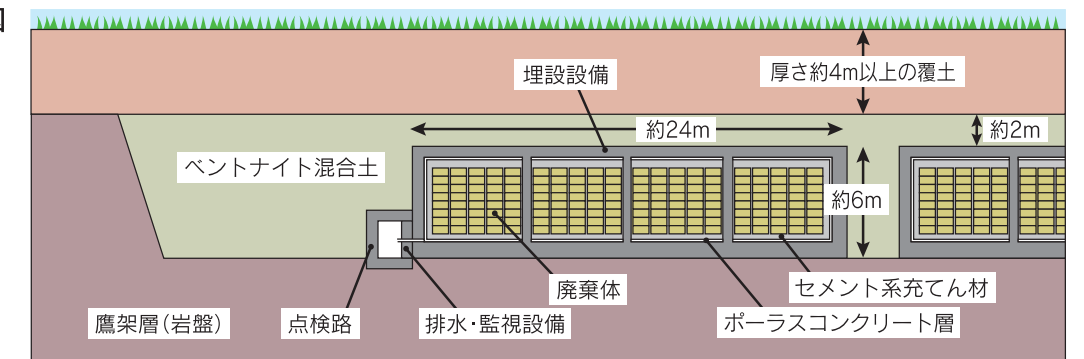 図
埋設設備
厚さ約4m以上の覆土
約24m
約2m
ベントナイト混合土
約6m
廃棄体
セメント系充てん材
鷹架層(岩盤)
点検路
排水・監視設備
ポーラスコンクリート層